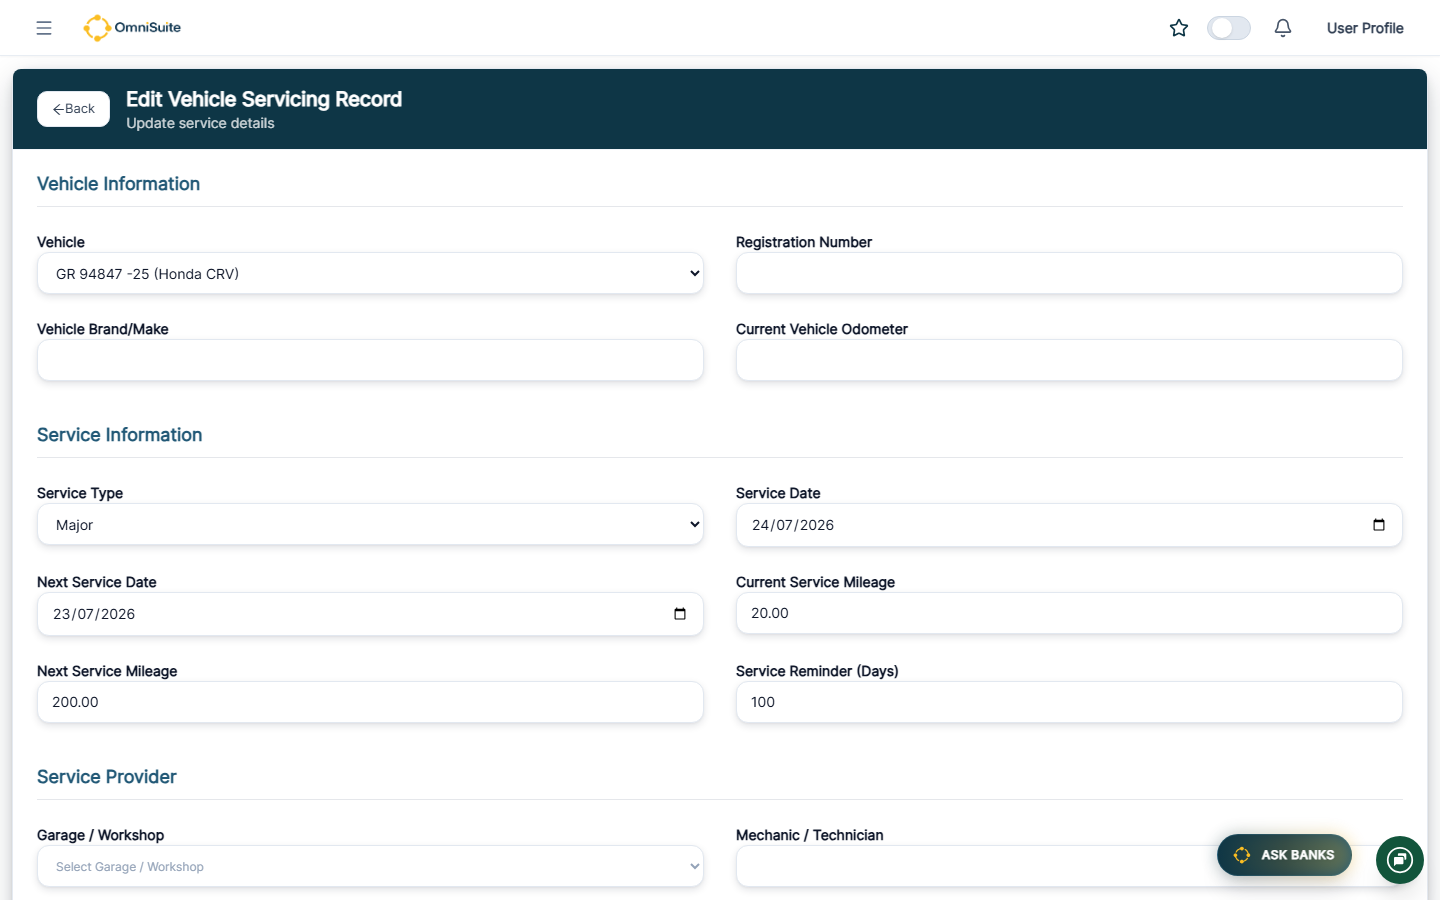 OmniSuite
User Profile
←Back
Edit Vehicle Servicing Record
Update service details
Vehicle Information
Vehicle
Registration Number
GR 94847 -25 (Honda CRV)
Vehicle Brand/Make
Current Vehicle Odometer
Service Information
Service Type
Service Date
Major
24/07/2026
Next Service Date
Current Service Mileage
23/07/2026
20.00
Next Service Mileage
Service Reminder (Days)
200.00
100
Service Provider
Garage / Workshop
Mechanic / Technician
Select Garage / Workshop
ASK BANKS